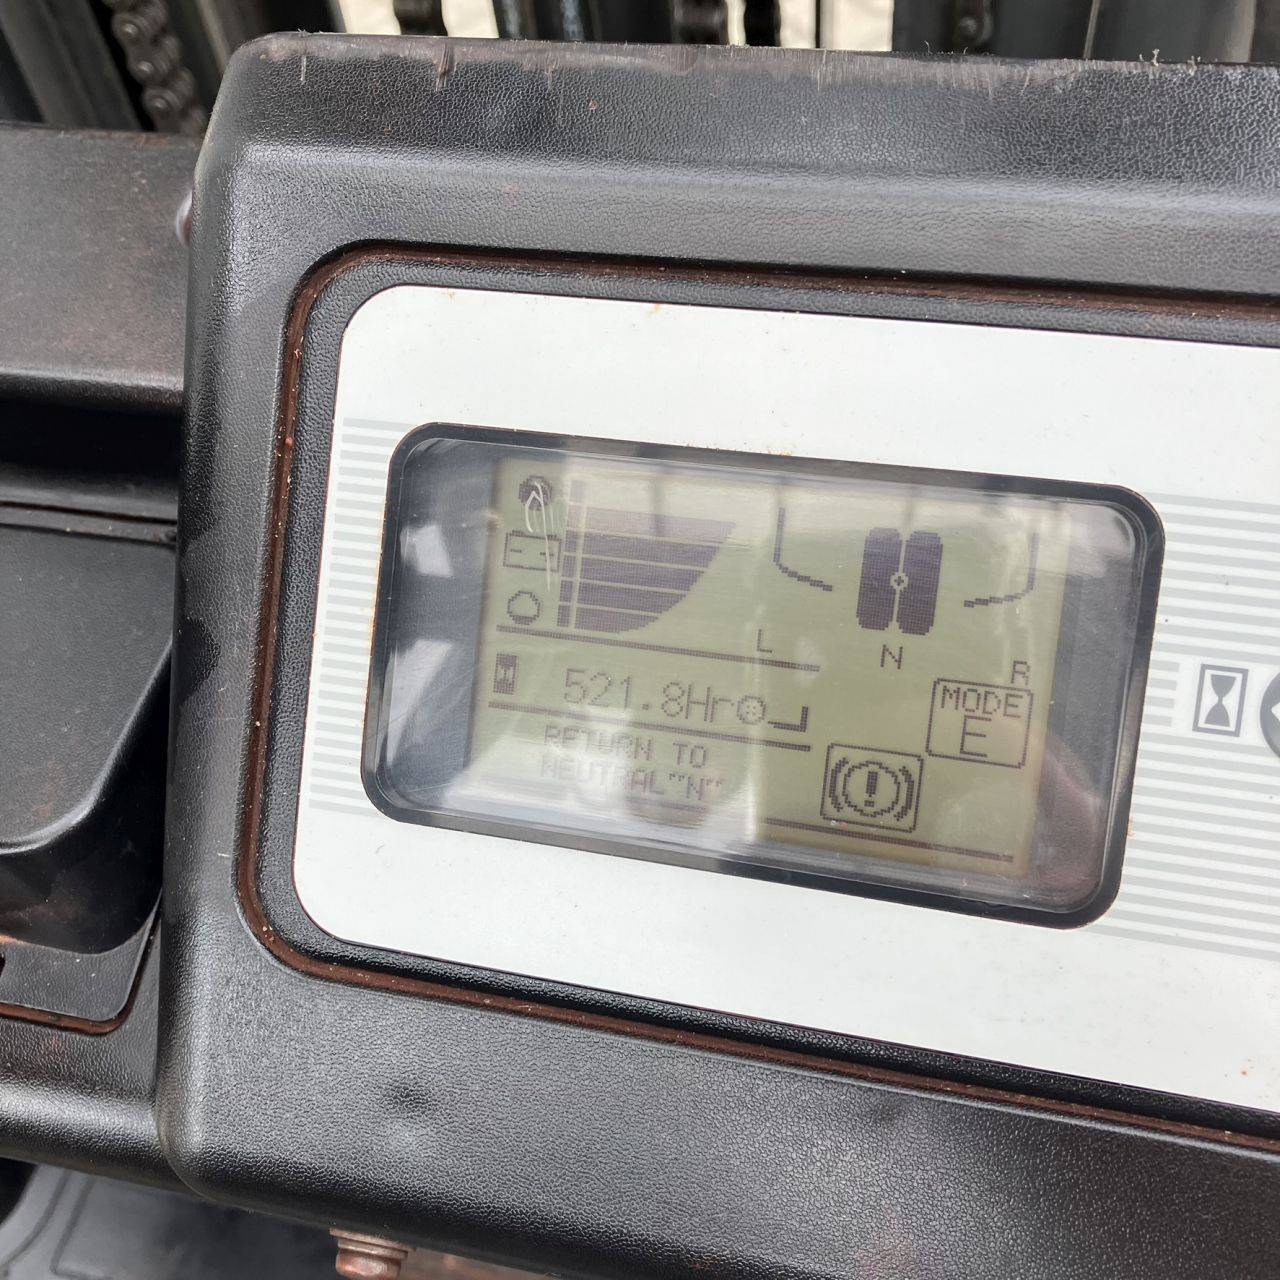 L
N
R
521.8Hr
MODE
E
RETURN TO
NEUTRAL"N"